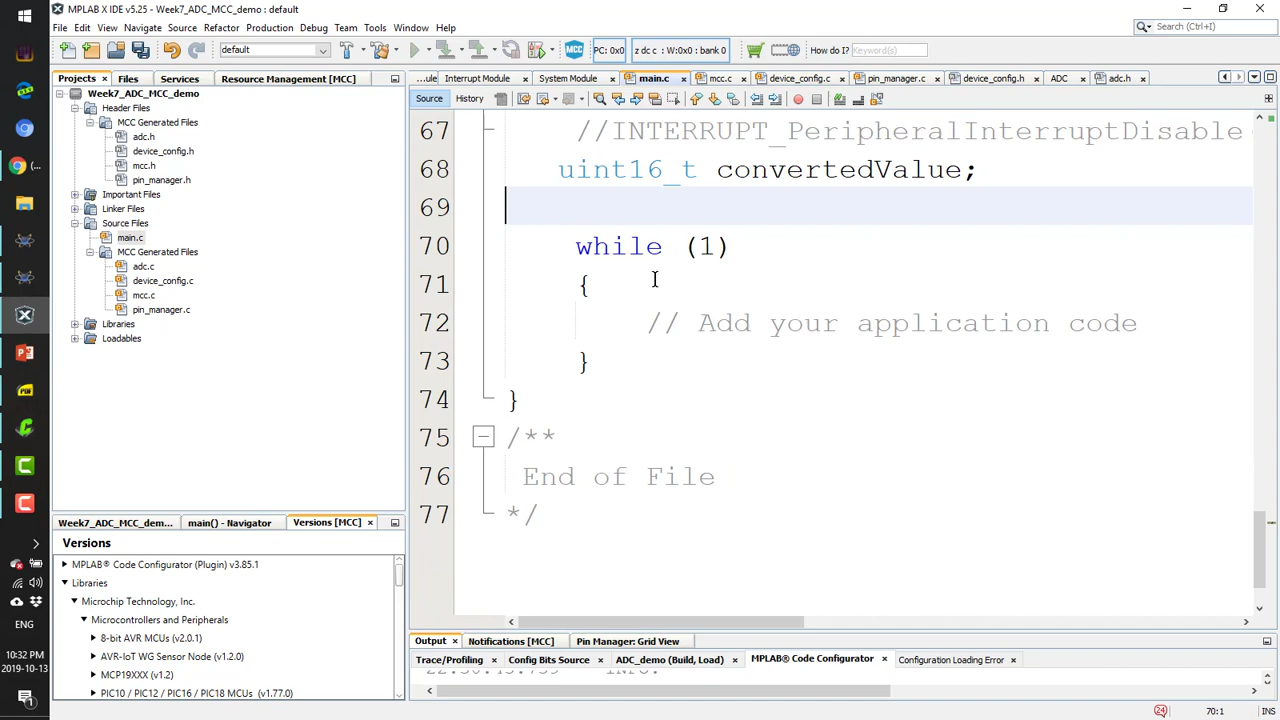 MPLAB X IDE v5.25 - Week7_ADC_MCC_demo : default
File Edit View Navigate Source Refactor Production Debug Team Tools Window Help
Search (Ctrl+I)
default
MCC
PC: 0x0
z dc c : W:0x0 : bank 0
How do I?
Keyword(s)
Projects
Files
Services
Resource Management [MCC]
...ule
Interrupt Module
System Module
main.c
mcc.c
device_config.c
pin_manager.c
device_config.h
ADC
adc.h
Source
History
Week7_ADC_MCC_demo
Header Files
MCC Generated Files
adc.h
device_config.h
mcc.h
pin_manager.h
Important Files
Linker Files
Source Files
main.c
MCC Generated Files
adc.c
device_config.c
mcc.c
pin_manager.c
Libraries
Loadables
67 //INTERRUPT_PeripheralInterruptDisable
68 uint16_t convertedValue;
69
70 while (1)
71 {
72 // Add your application code
73 }
74 }
75 /**
76 End of File
77 */
Week7_ADC_MCC_dem...
main() - Navigator
Versions [MCC]
Versions
MPLAB® Code Configurator (Plugin) v3.85.1
Libraries
Microchip Technology, Inc.
Microcontrollers and Peripherals
8-bit AVR MCUs (v2.0.1)
AVR-IoT WG Sensor Node (v1.2.0)
MCP19XXX (v1.2)
PIC10 / PIC12 / PIC16 / PIC18 MCUs (v1.77.0)
Output
Notifications [MCC]
Pin Manager: Grid View
Trace/Profiling
Config Bits Source
ADC_demo (Build, Load)
MPLAB® Code Configurator
Configuration Loading Error
ENG
10:32 PM
2019-10-13
24
70:1
INS